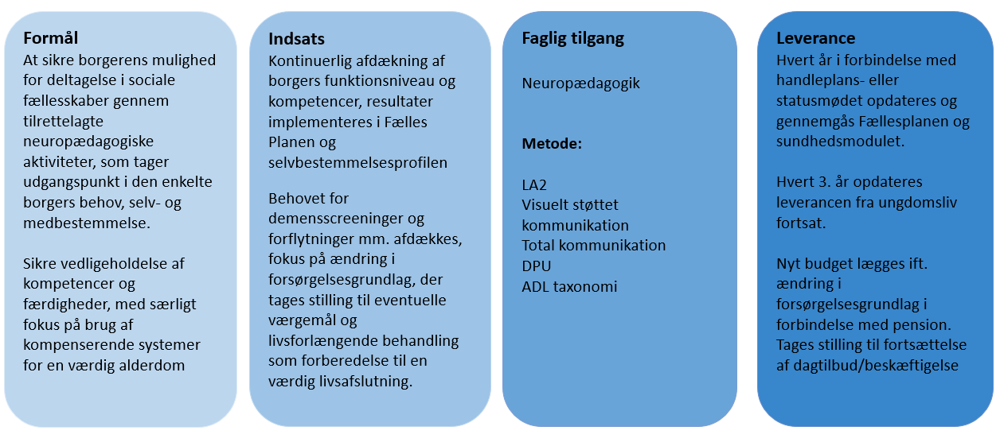 Formål
At sikre borgerens mulighed
for deltagelse i sociale
fællesskaber gennem
tilrettelagte
neuropædagogiske
aktiviteter, som tager
udgangspunkt i den enkelte
borgers behov, selv- og
medbestemmelse.
Sikre vedligeholdelse af
kompetencer og
færdigheder, med særligt
fokus på brug af
kompenserende systemer
for en værdig alderdom
Indsats
Kontinuerlig afdækning af
borgers funktionsniveau og
kompetencer, resultater
implementeres i Fælles
Planen og
selvbestemmelsesprofilen
Behovet for
demensscreeninger og
forflytninger mm. afdækkes,
fokus på ændring i
forsørgelsesgrundlag, der
tages stilling til eventuelle
værgemål og
livsforlængende behandling
som forberedelse til en
værdig livsafslutning.
Faglig tilgang
Neuropædagogik
Metode:
LA2
Visuelt støttet
kommunikation
Total kommunikation
DPU
ADL taxonomi
Leverance
Hvert år i forbindelse med
handleplans- eller
statusmødet opdateres og
gennemgås Fællesplanen og
sundhedsmodulet.
Hvert 3. år opdateres
leverancen fra ungdomsliv
fortsat.
Nyt budget lægges ift.
ændring i
forsørgelsesgrundlag i
forbindelse med pension.
Tages stilling til fortsættelse
af dagtilbud/beskæftigelse